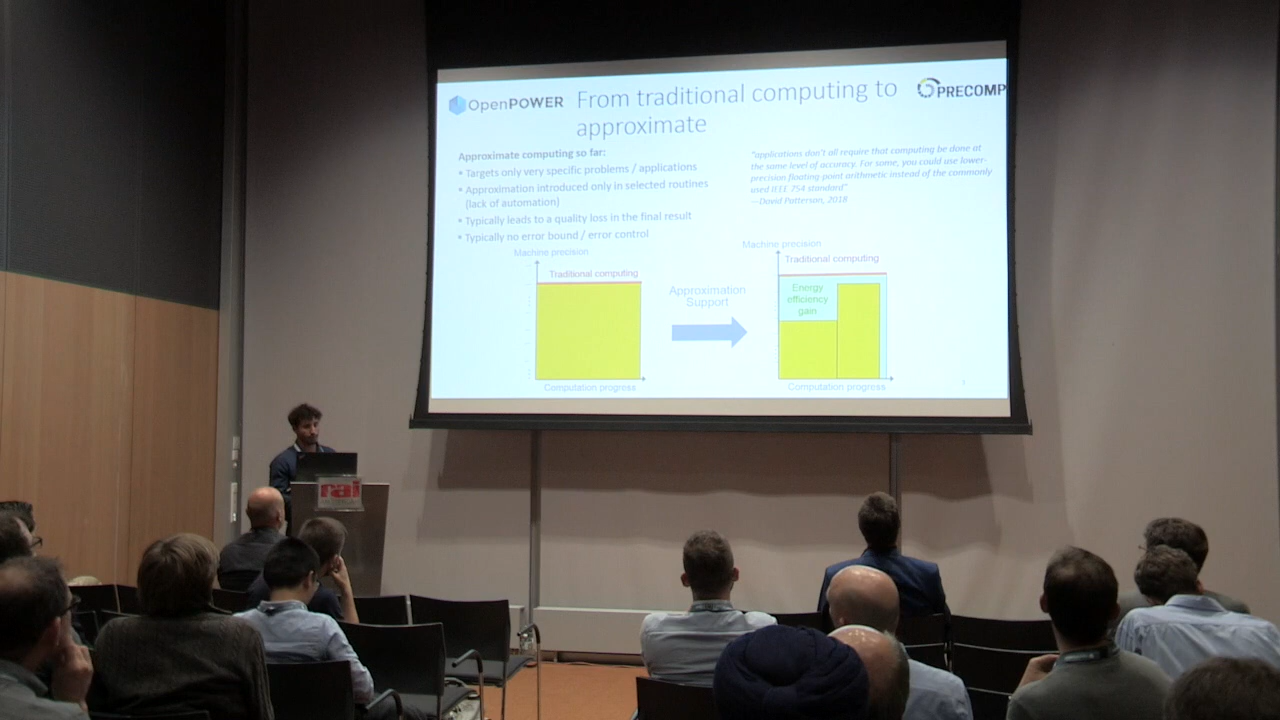 OpenPOWER
From traditional computing to
approximate
PRECOMP
Approximate computing so far:
• Targets only very specific problems / applications
• Approximation introduced only in selected routines
(lack of automation)
• Typically leads to a quality loss in the final result
• Typically no error bound / error control
"applications don't all require that computing be done at
the same level of accuracy. For some, you could use lower-
precision floating-point arithmetic instead of the commonly
used IEEE 754 standard"
—David Patterson, 2018
Machine precision
Traditional computing
Computation progress
Approximation
Support
Machine precision
Traditional computing
Energy
efficiency
gain
Computation progress
rai